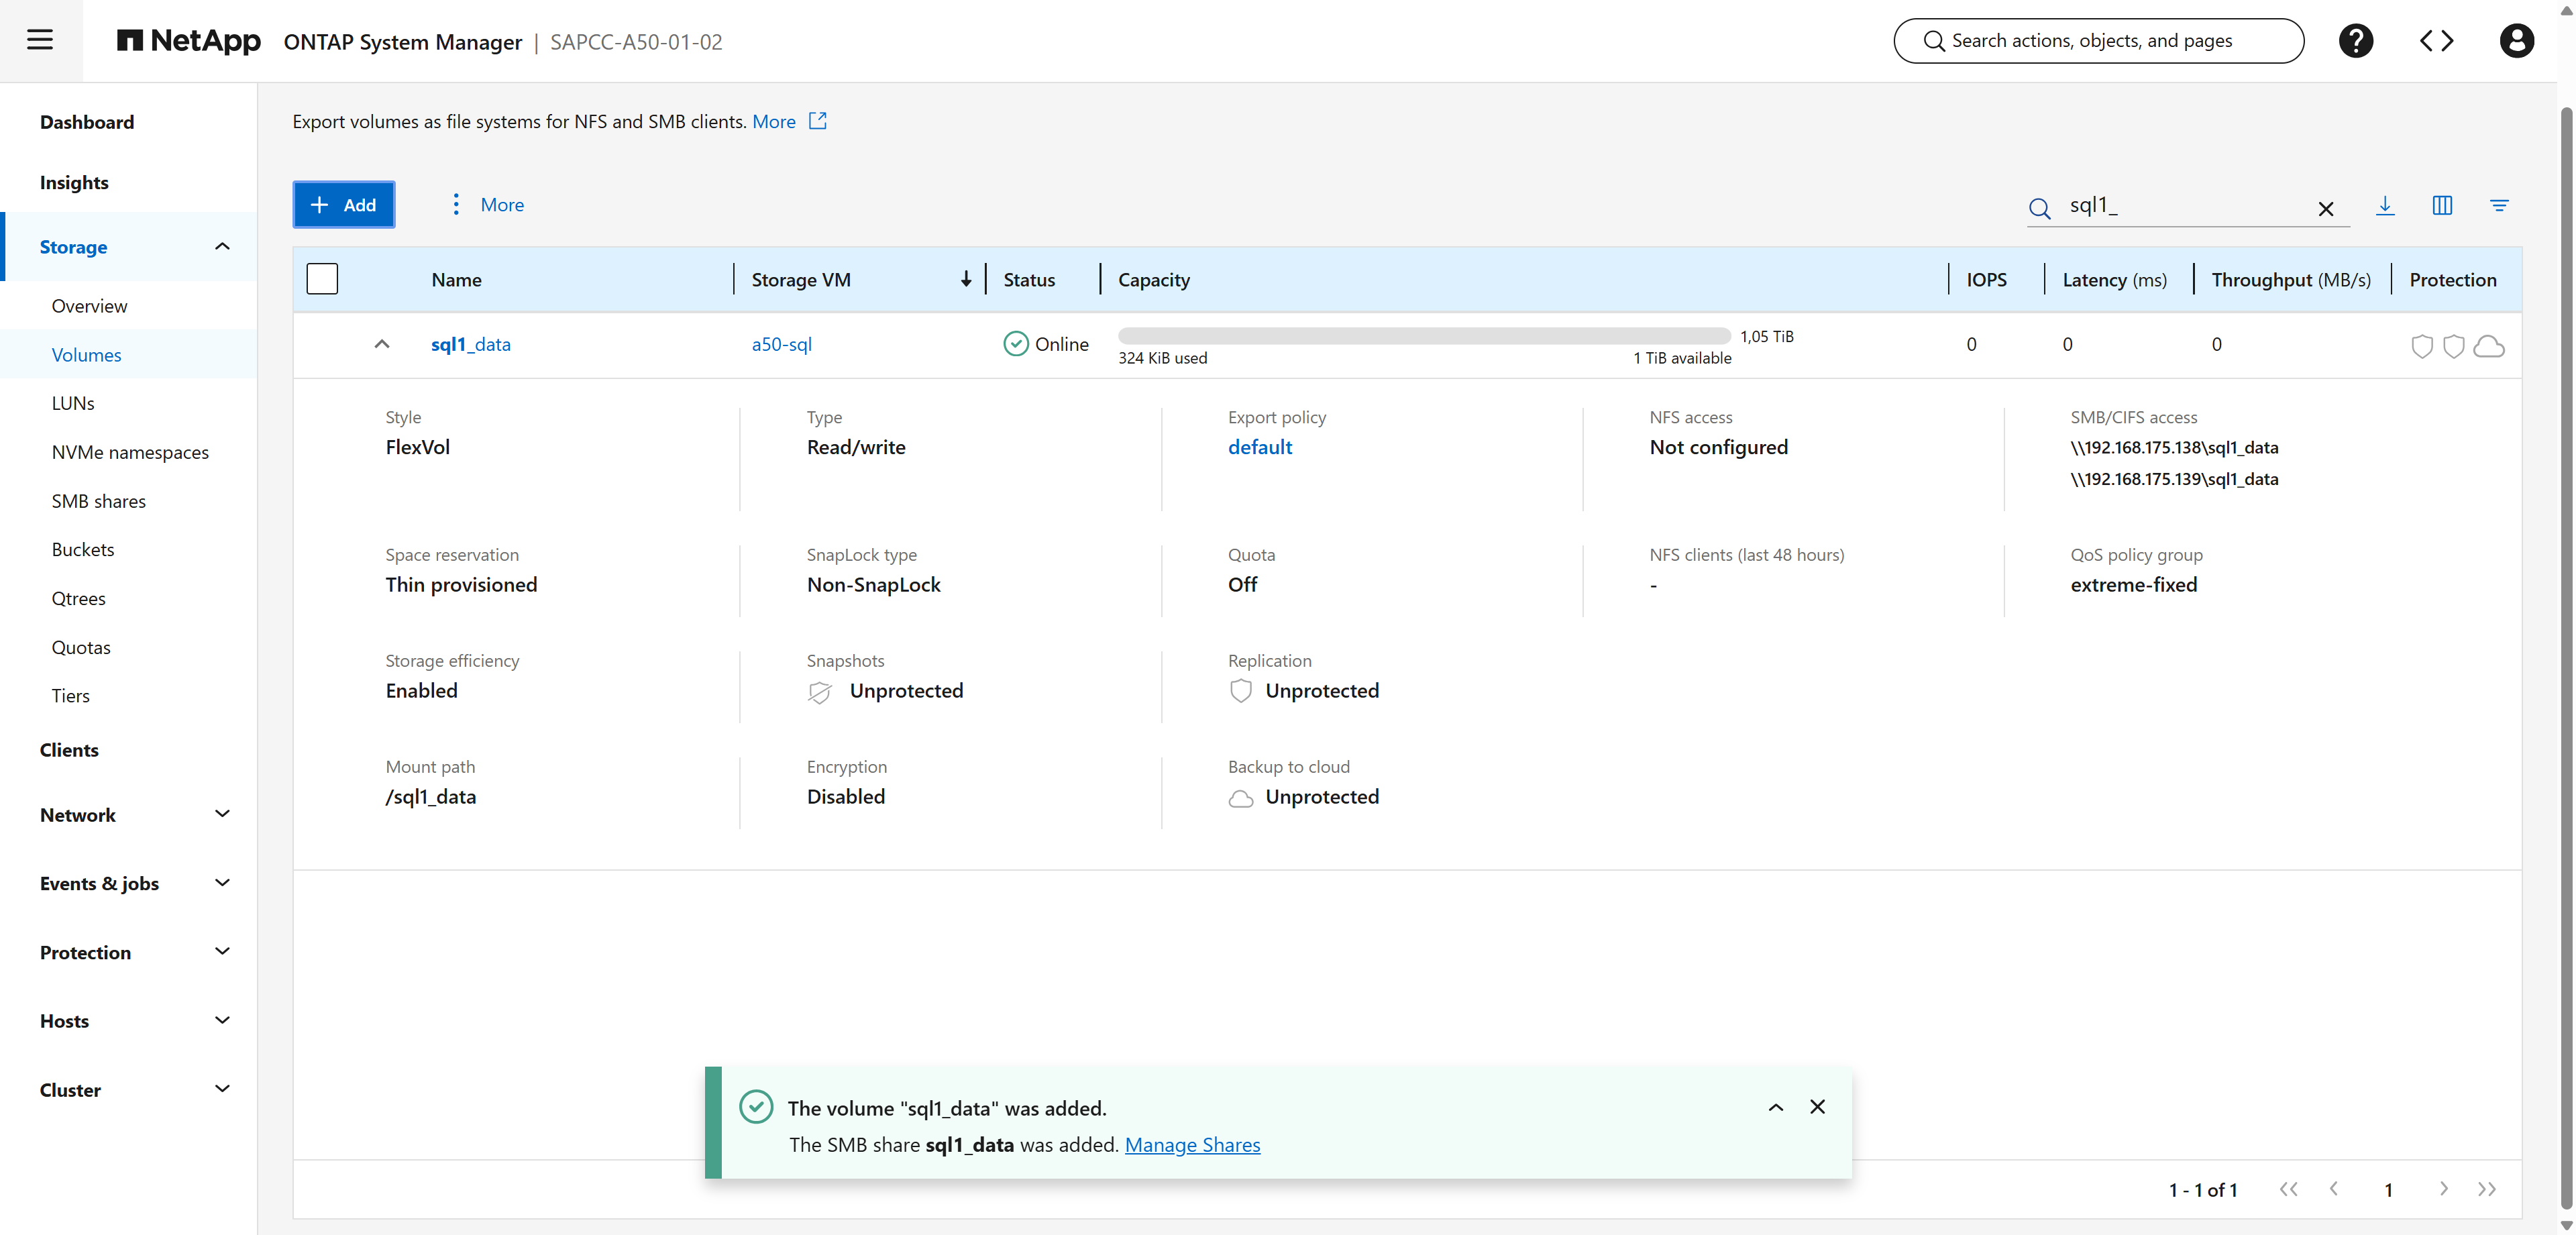 NetApp ONTAP System Manager | SAPCC-A50-01-02
Search actions, objects, and pages
Dashboard
Insights
Storage
Overview
Volumes
LUNs
NVMe namespaces
SMB shares
Buckets
Qtrees
Quotas
Tiers
Clients
Network
Events & jobs
Protection
Hosts
Cluster
Export volumes as file systems for NFS and SMB clients. More
+ Add
More
sql1_
Name Storage VM Status Capacity IOPS Latency (ms) Throughput (MB/s) Protection
sql1_data a50-sql Online 1,05 TiB 0 0 0
324 KiB used 1 TiB available
Style Type Export policy NFS access SMB/CIFS access
FlexVol Read/write default Not configured \\192.168.175.138\sql1_data
\\192.168.175.139\sql1_data
Space reservation SnapLock type Quota NFS clients (last 48 hours) QoS policy group
Thin provisioned Non-SnapLock Off - extreme-fixed
Storage efficiency Snapshots Replication
Enabled Unprotected Unprotected
Mount path Encryption Backup to cloud
/sql1_data Disabled Unprotected
The volume "sql1_data" was added.
The SMB share sql1_data was added. Manage Shares
1 - 1 of 1 << < 1 > >>